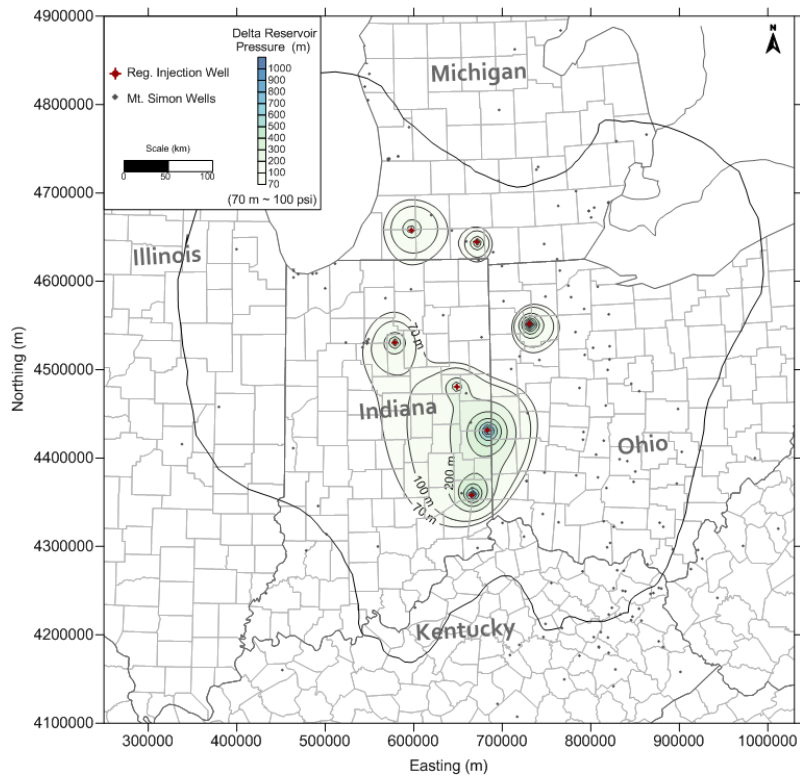 4900000
4800000
4700000
4600000
4500000
4400000
4300000
4200000
4100000
Northing (m)
Reg. Injection Well
Mt. Simon Wells
Scale (km)
0 50 100
Delta Reservoir
Pressure (m)
1000
900
800
700
600
500
400
300
200
100
70
(70 m ~ 100 psi)
N
Michigan
Illinois
Indiana
Ohio
Kentucky
70 m
200 m
100 m
70 m
300000 400000 500000 600000 700000 800000 900000 1000000
Easting (m)